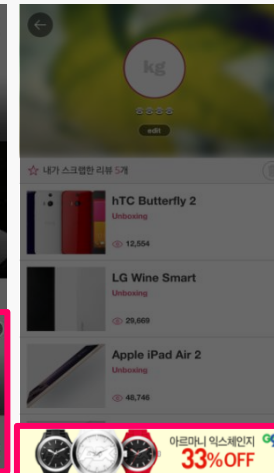 kg
edit
내가 스크랩한 리뷰 5개
hTC Butterfly 2
Unboxing
12,554
LG Wine Smart
Unboxing
29,669
Apple iPad Air 2
Unboxing
48,746
아르마니 익스체인지
33%OFF